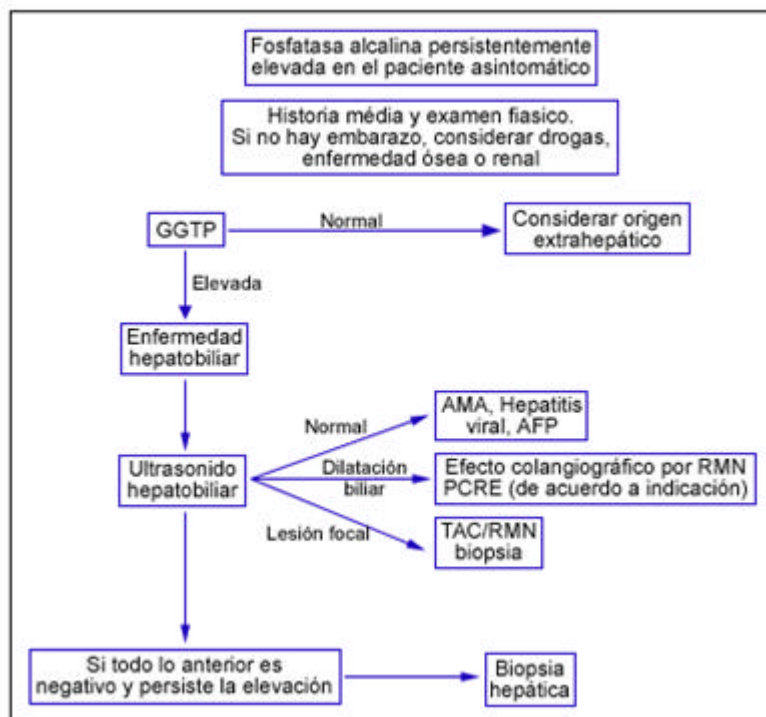 Fosfatasa alcalina persistentemente
elevada en el paciente asintomático
Historia média y examen fiasico.
Si no hay embarazo, considerar drogas,
enfermedad ósea o renal
GGTP
Normal
Considerar origen
extrahepático
Elevada
Enfermedad
hepatobiliar
Ultrasonido
hepatobiliar
Normal
AMA, Hepatitis
viral, AFP
Dilatación
biliar
Efecto colangiográfico por RMN
PCRE (de acuerdo a indicación)
Lesión focal
TAC/RMN
biopsia
Si todo lo anterior es
negativo y persiste la elevación
Biopsia
hepática